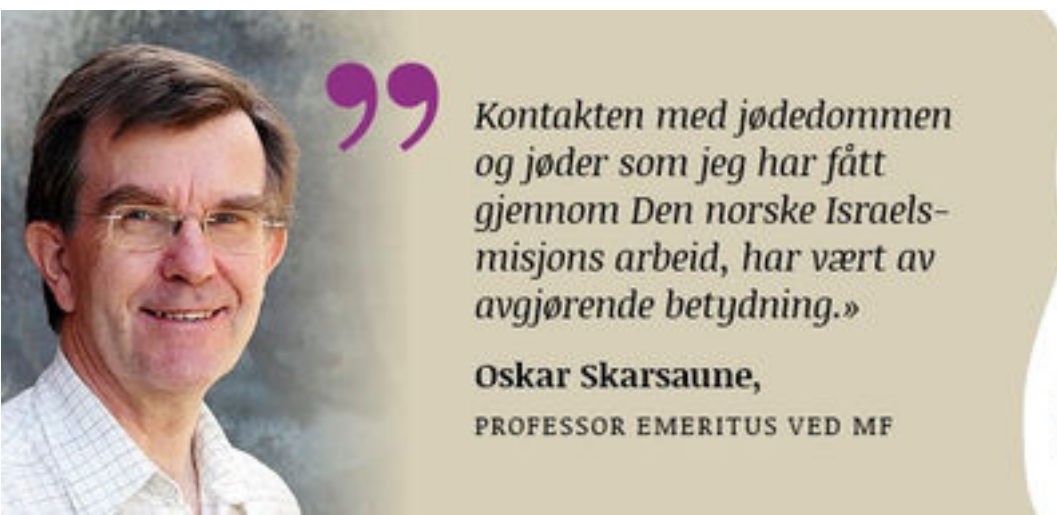 ”
Kontakten med jødedommen
og jøder som jeg har fått
gjennom Den norske Israels-
misjons arbeid, har vært av
avgjørende betydning.»
Oskar Skarsaune,
PROFESSOR EMERITUS VED MF